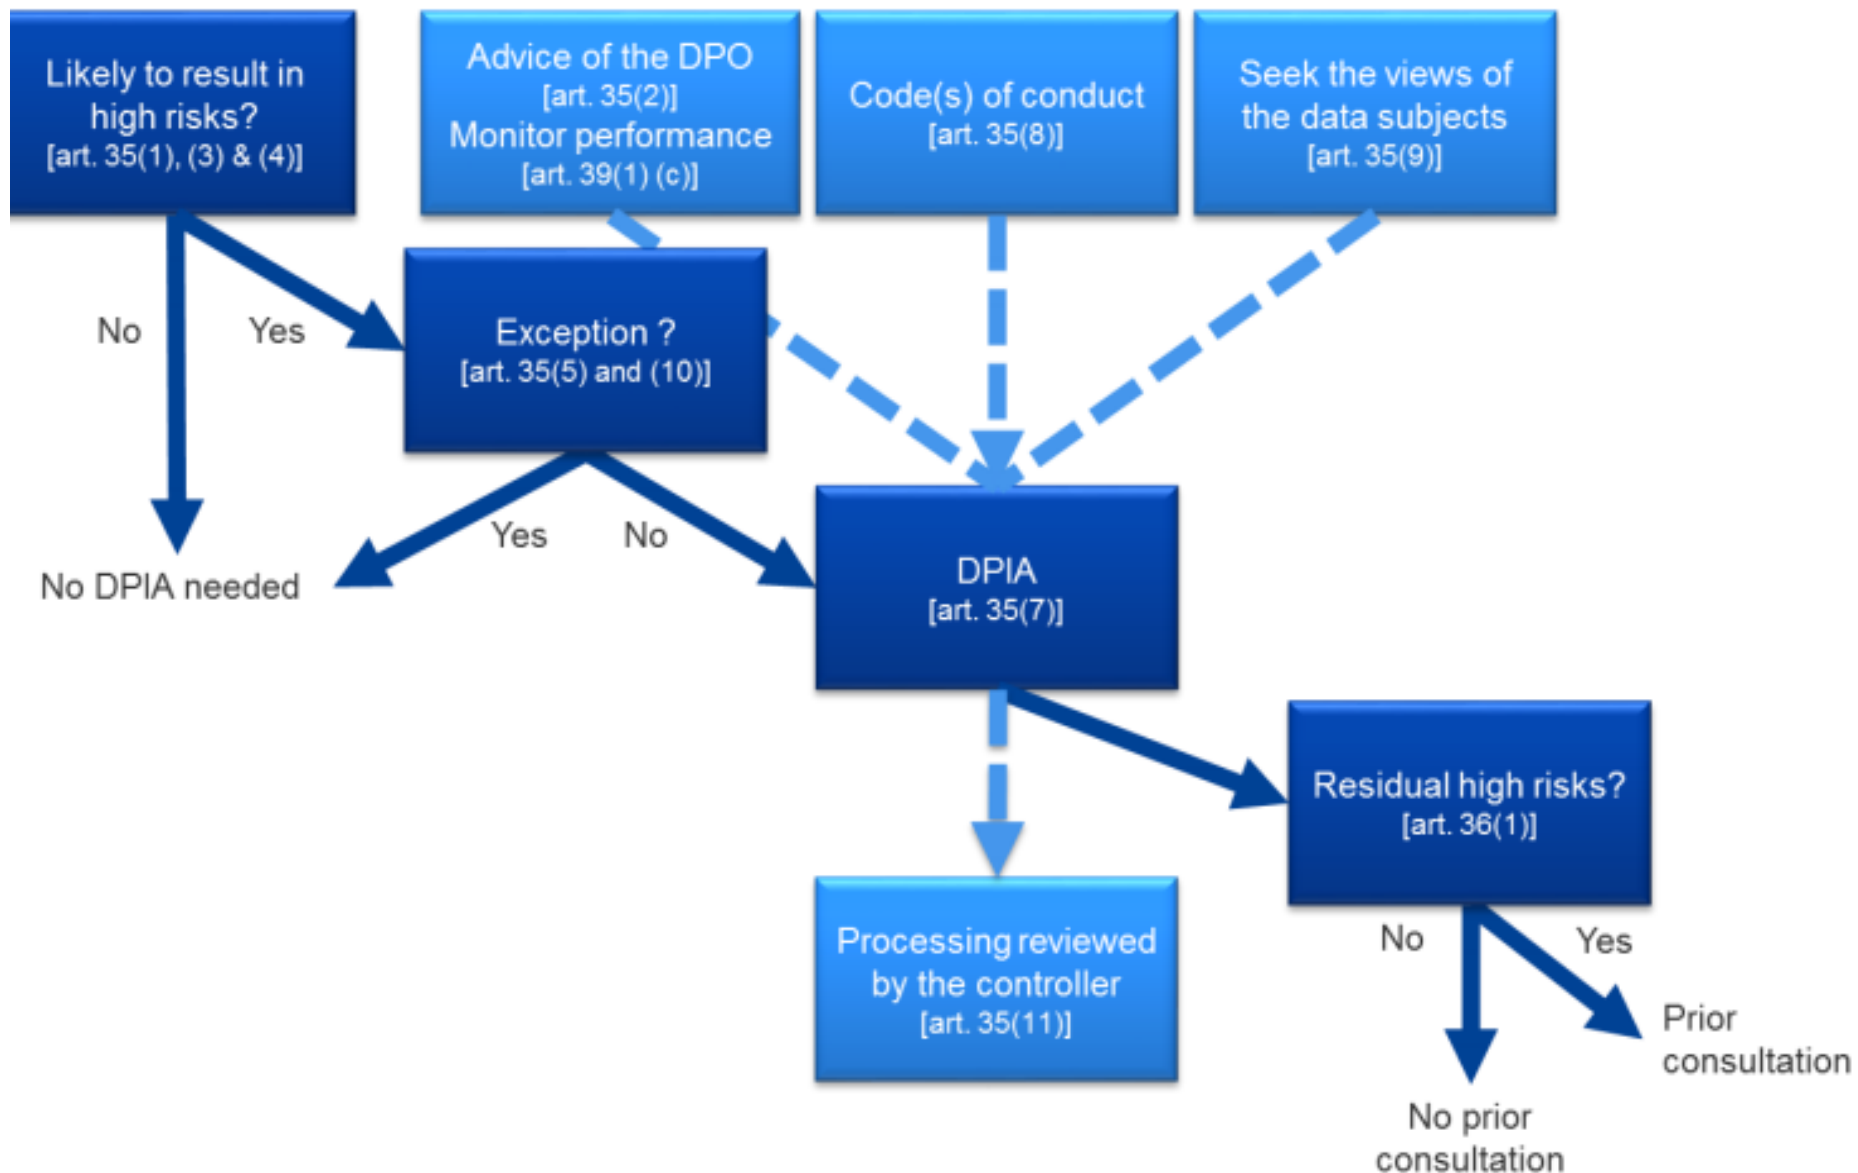 Likely to result in
high risks?
[art. 35(1), (3) & (4)]
Advice of the DPO
[art. 35(2)]
Monitor performance
[art. 39(1) (c)]
Code(s) of conduct
[art. 35(8)]
Seek the views of
the data subjects
[art. 35(9)]
No
Yes
Exception ?
[art. 35(5) and (10)]
Yes
No
No DPIA needed
DPIA
[art. 35(7)]
Residual high risks?
[art. 36(1)]
Processing reviewed
by the controller
[art. 35(11)]
No
Yes
Prior
consultation
No prior
consultation